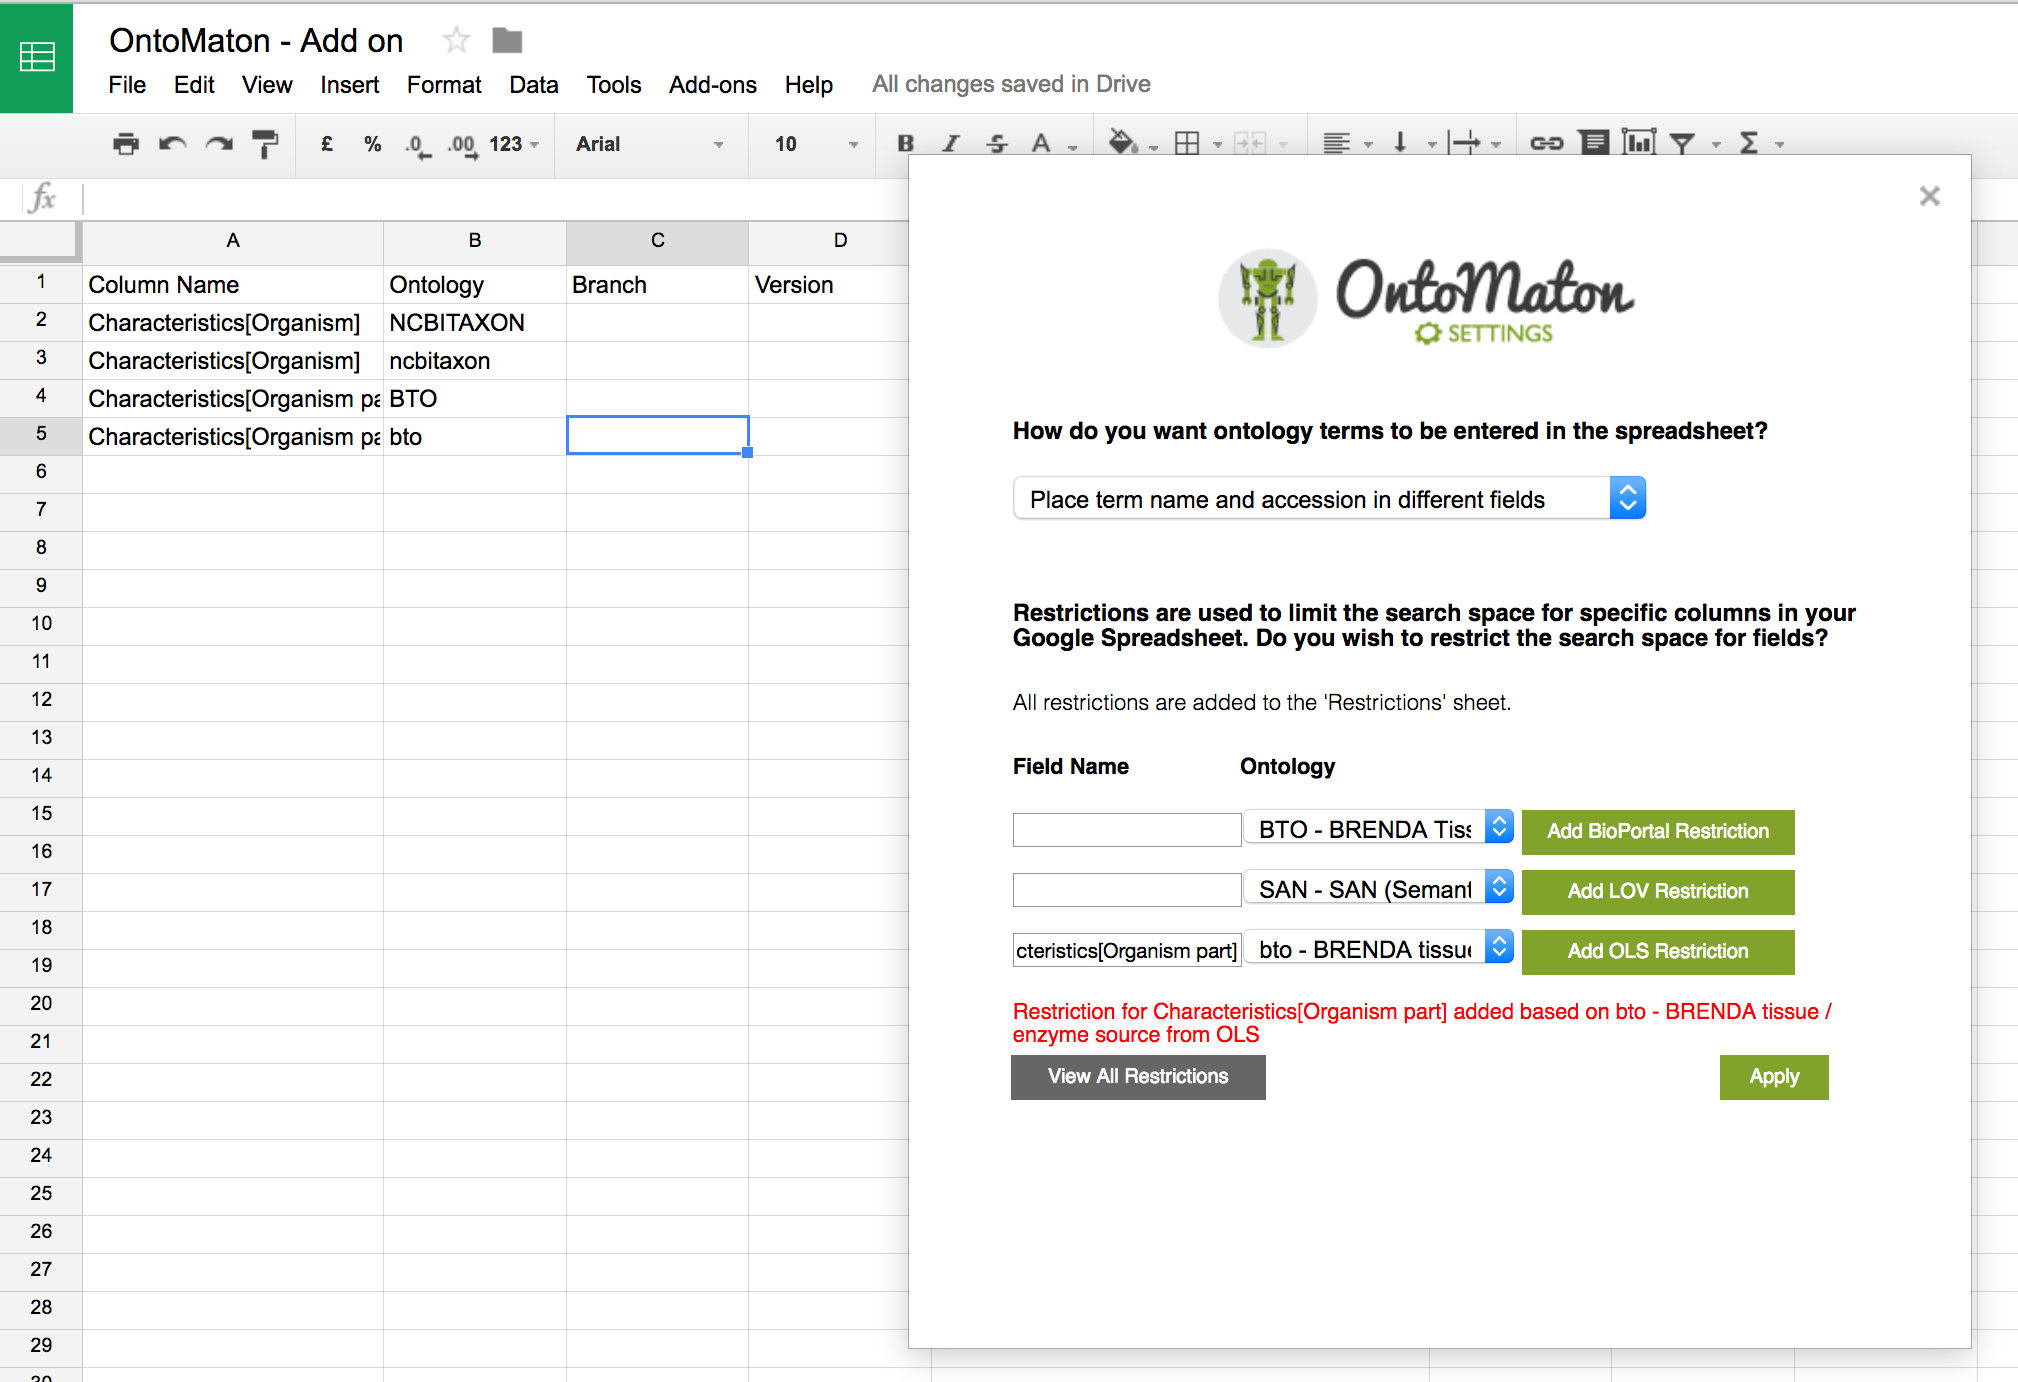 OntoMaton - Add on
File Edit View Insert Format Data Tools Add-ons Help All changes saved in Drive
£ % .0 .00 123 Arial 10 B I S A Σ
fx
A B C D
1 Column Name Ontology Branch Version
2 Characteristics[Organism] NCBITAXON
3 Characteristics[Organism] ncbitaxon
4 Characteristics[Organism pa BTO
5 Characteristics[Organism pa bto
6
7
8
9
10
11
12
13
14
15
16
17
18
19
20
21
22
23
24
25
26
27
28
29
30
OntoMaton
SETTINGS
How do you want ontology terms to be entered in the spreadsheet?
Place term name and accession in different fields
Restrictions are used to limit the search space for specific columns in your
Google Spreadsheet. Do you wish to restrict the search space for fields?
All restrictions are added to the 'Restrictions' sheet.
Field Name Ontology
BTO - BRENDA Tiss Add BioPortal Restriction
SAN - SAN (Semant Add LOV Restriction
cteristics[Organism part] bto - BRENDA tissue Add OLS Restriction
Restriction for Characteristics[Organism part] added based on bto - BRENDA tissue /
enzyme source from OLS
View All Restrictions Apply